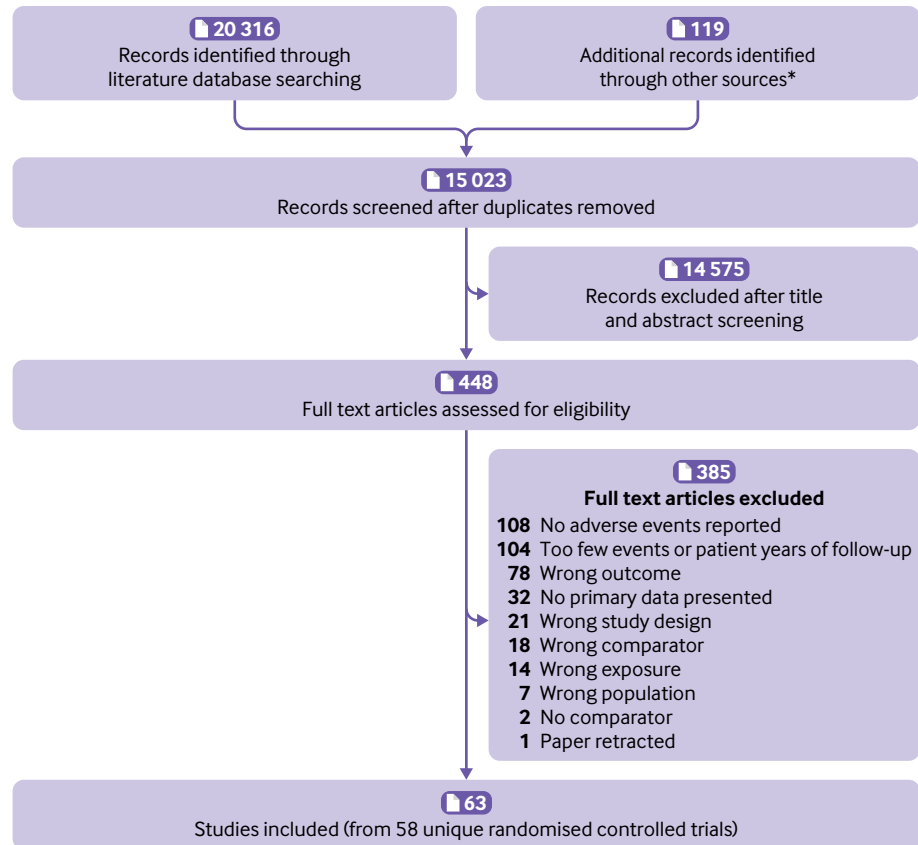 20 316
Records identified through
literature database searching
119
Additional records identified
through other sources*
15 023
Records screened after duplicates removed
14 575
Records excluded after title
and abstract screening
448
Full text articles assessed for eligibility
385
Full text articles excluded
108 No adverse events reported
104 Too few events or patient years of follow-up
78 Wrong outcome
32 No primary data presented
21 Wrong study design
18 Wrong comparator
14 Wrong exposure
7 Wrong population
2 No comparator
1 Paper retracted
63
Studies included (from 58 unique randomised controlled trials)